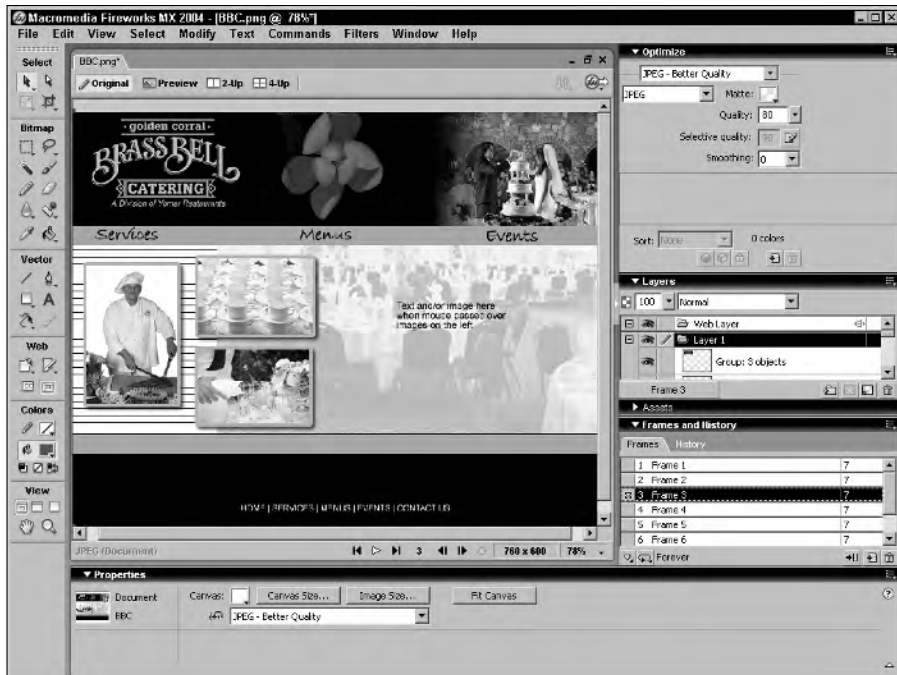 Macromedia Fireworks MX 2004 - [BBC.png @ 78%*]
File Edit View Select Modify Text Commands Filters Window Help
Select
Bitmap
Vector
A
Web
Colors
View
BBC.png*
Original Preview 2-Up 4-Up
· golden corral ·
BRASS BELL
CATERING
A Division of Yomar Restaurants
Services Menus Events
Text and/or image here
when mouse passed over
images on the left
HOME | SERVICES | MENUS | EVENTS | CONTACT US
JPEG (Document) 3 760 x 600 78%
Optimize
JPEG - Better Quality
JPEG Matte:
Quality: 80
Selective quality: 90
Smoothing: 0
Sort: None 0 colors
Layers
100 Normal
Web Layer
Layer 1
Group: 3 objects
Frame 3
Assets
Frames and History
Frames History
1 Frame 1 7
2 Frame 2 7
3 Frame 3 7
4 Frame 4 7
5 Frame 5 7
6 Frame 6 7
Forever
Properties
Document Canvas: Canvas Size... Image Size... Fit Canvas
BBC JPEG - Better Quality